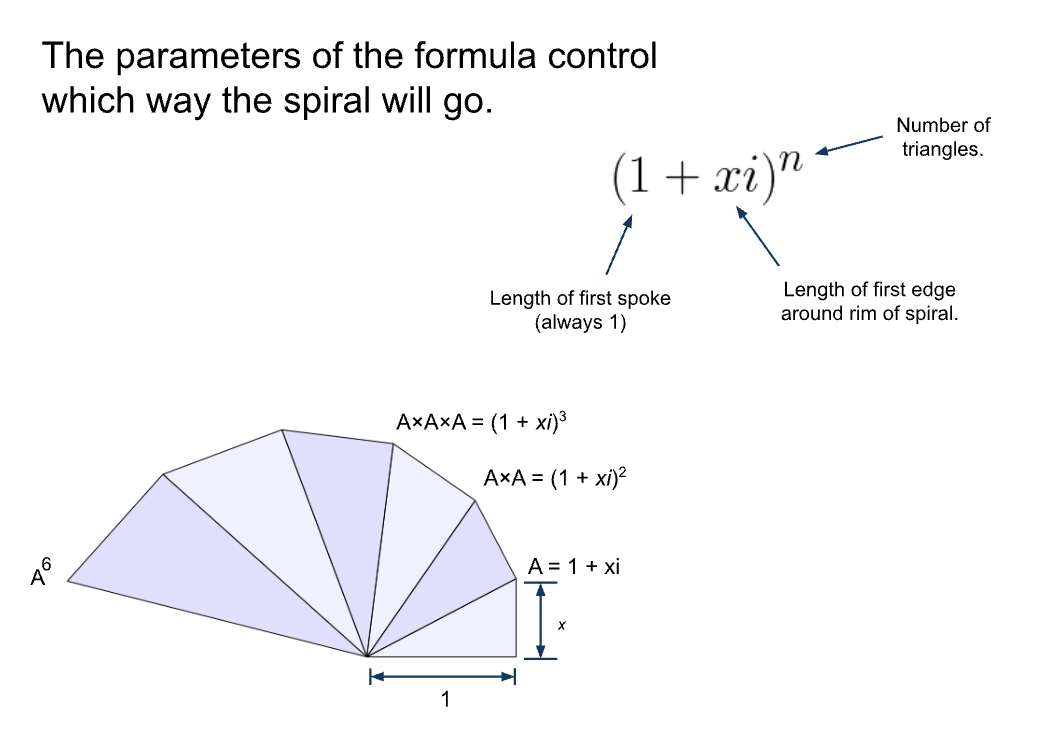 The parameters of the formula control
which way the spiral will go.
Number of
triangles.
(1 + xi)ⁿ
Length of first spoke
(always 1)
Length of first edge
around rim of spiral.
A×A×A = (1 + xi)³
A×A = (1 + xi)²
A⁶
A = 1 + xi
x
1